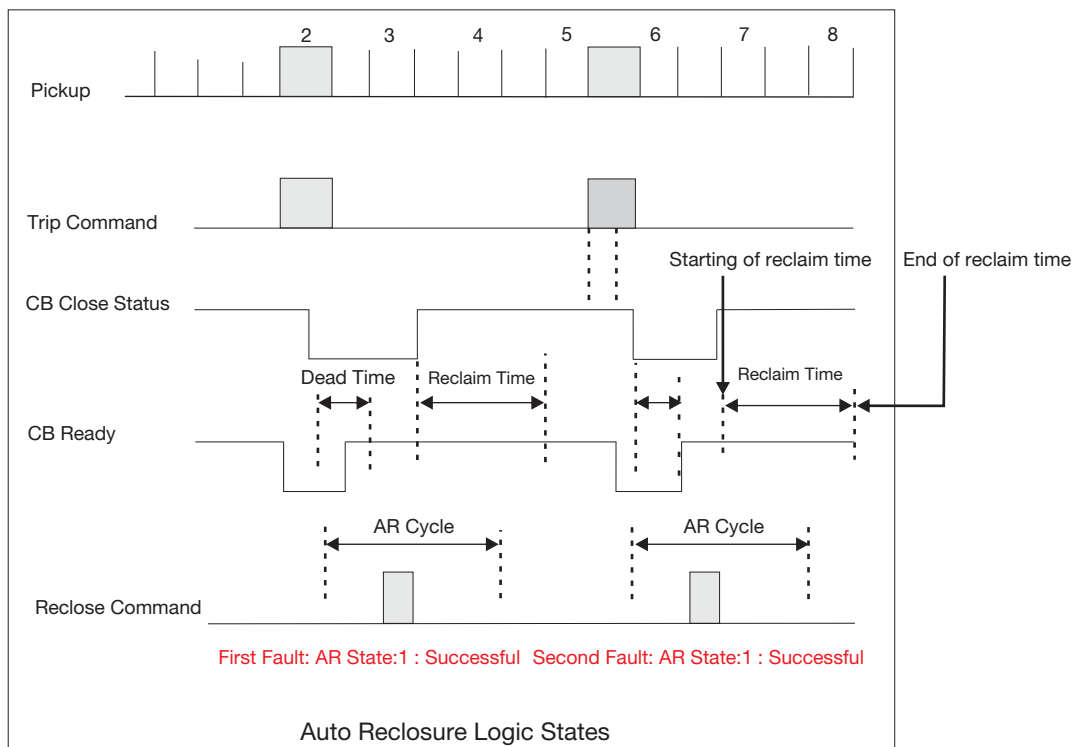 2 3 4 5 6 7 8
Pickup
Trip Command
Starting of reclaim time
End of reclaim time
CB Close Status
Dead Time
Reclaim Time
Reclaim Time
CB Ready
AR Cycle
AR Cycle
Reclose Command
First Fault: AR State:1 : Successful
Second Fault: AR State:1 : Successful
Auto Reclosure Logic States